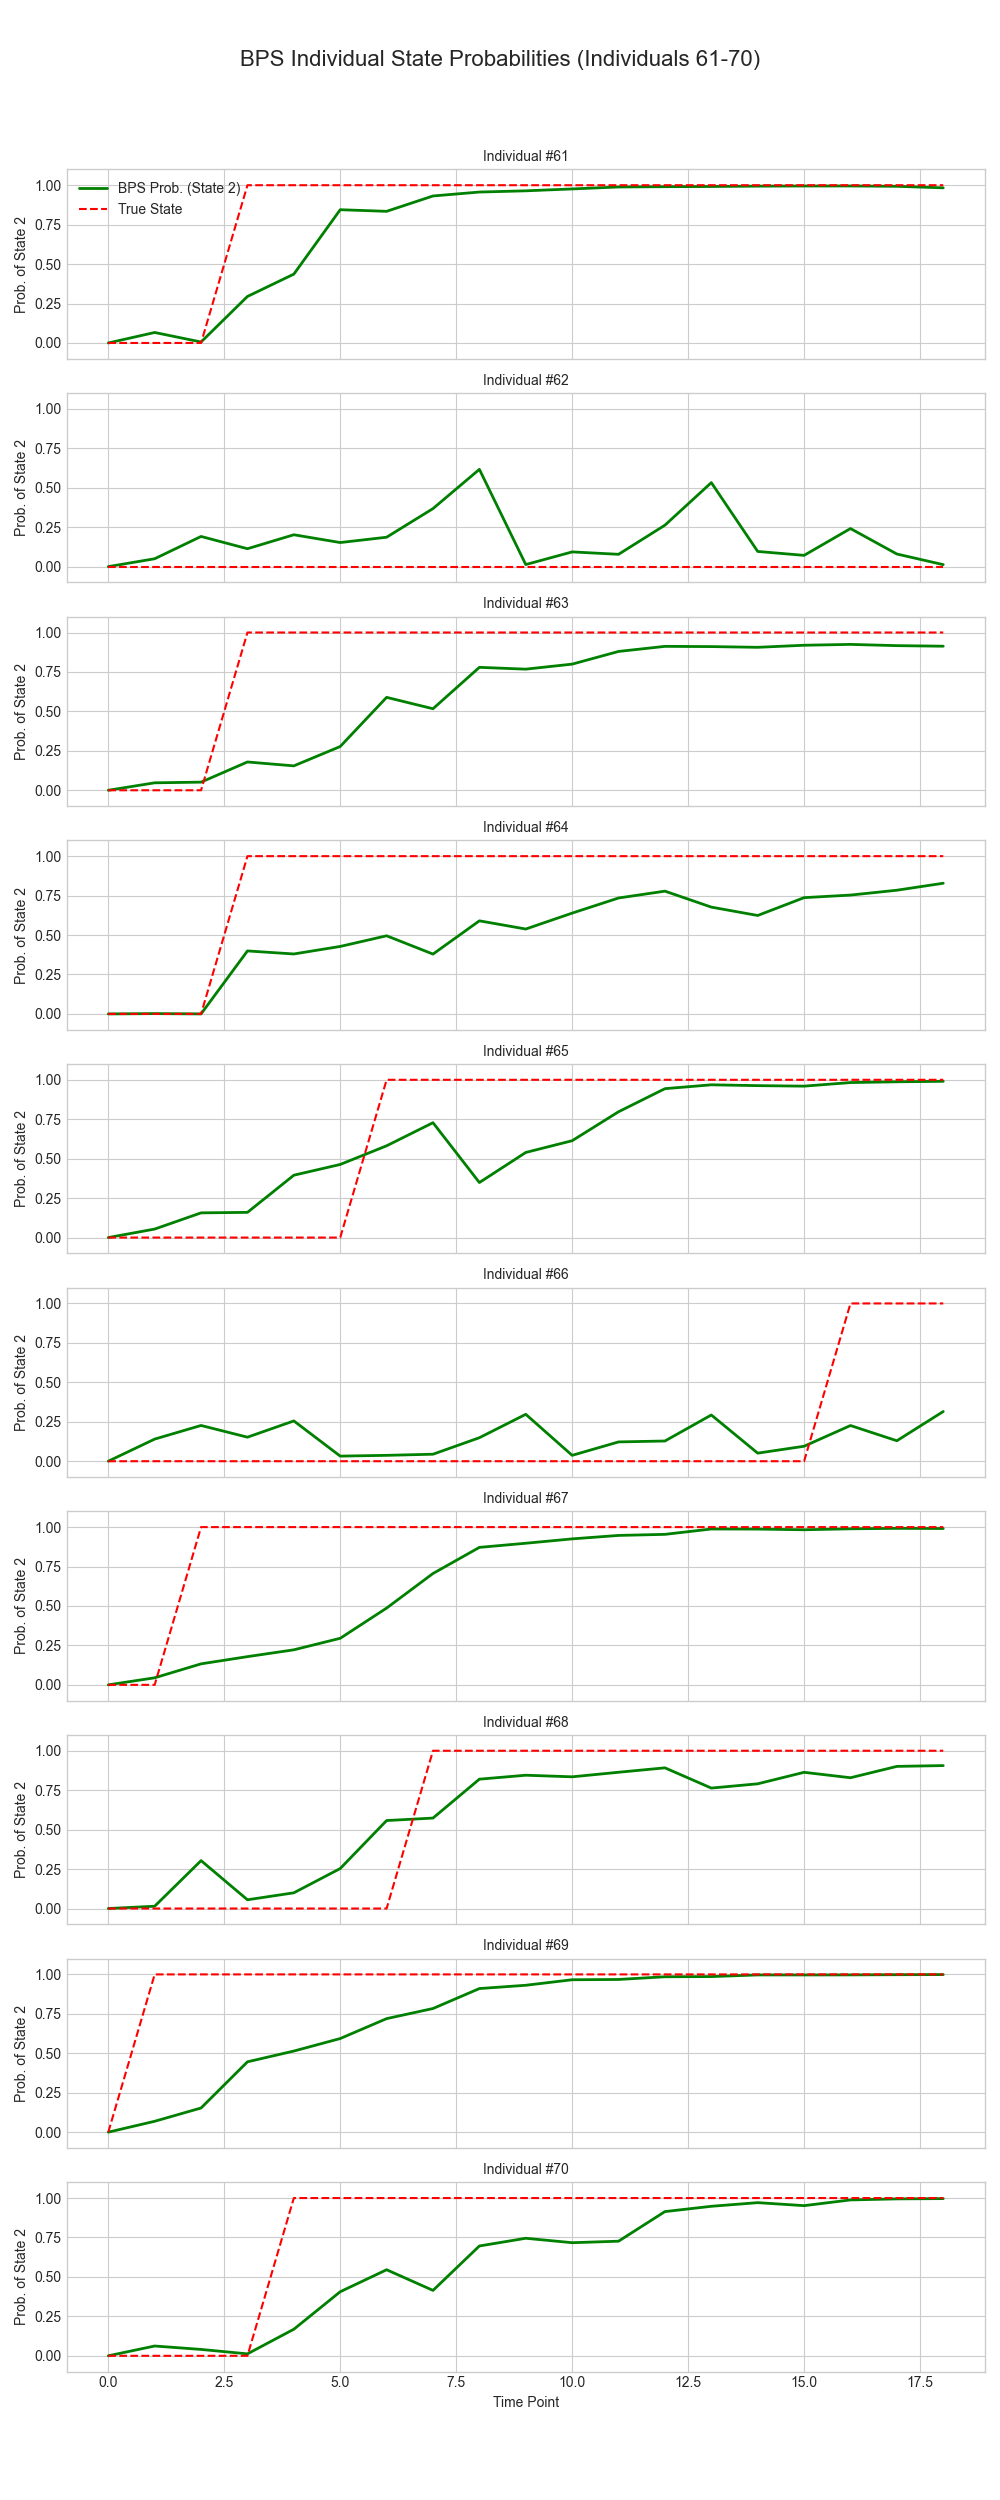 BPS Individual State Probabilities (Individuals 61-70)
Individual #61
BPS Prob. (State 2)
True State
Prob. of State 2
1.00
0.75
0.50
0.25
0.00
Individual #62
Prob. of State 2
1.00
0.75
0.50
0.25
0.00
Individual #63
Prob. of State 2
1.00
0.75
0.50
0.25
0.00
Individual #64
Prob. of State 2
1.00
0.75
0.50
0.25
0.00
Individual #65
Prob. of State 2
1.00
0.75
0.50
0.25
0.00
Individual #66
Prob. of State 2
1.00
0.75
0.50
0.25
0.00
Individual #67
Prob. of State 2
1.00
0.75
0.50
0.25
0.00
Individual #68
Prob. of State 2
1.00
0.75
0.50
0.25
0.00
Individual #69
Prob. of State 2
1.00
0.75
0.50
0.25
0.00
Individual #70
Prob. of State 2
1.00
0.75
0.50
0.25
0.00
0.0 2.5 5.0 7.5 10.0 12.5 15.0 17.5
Time Point